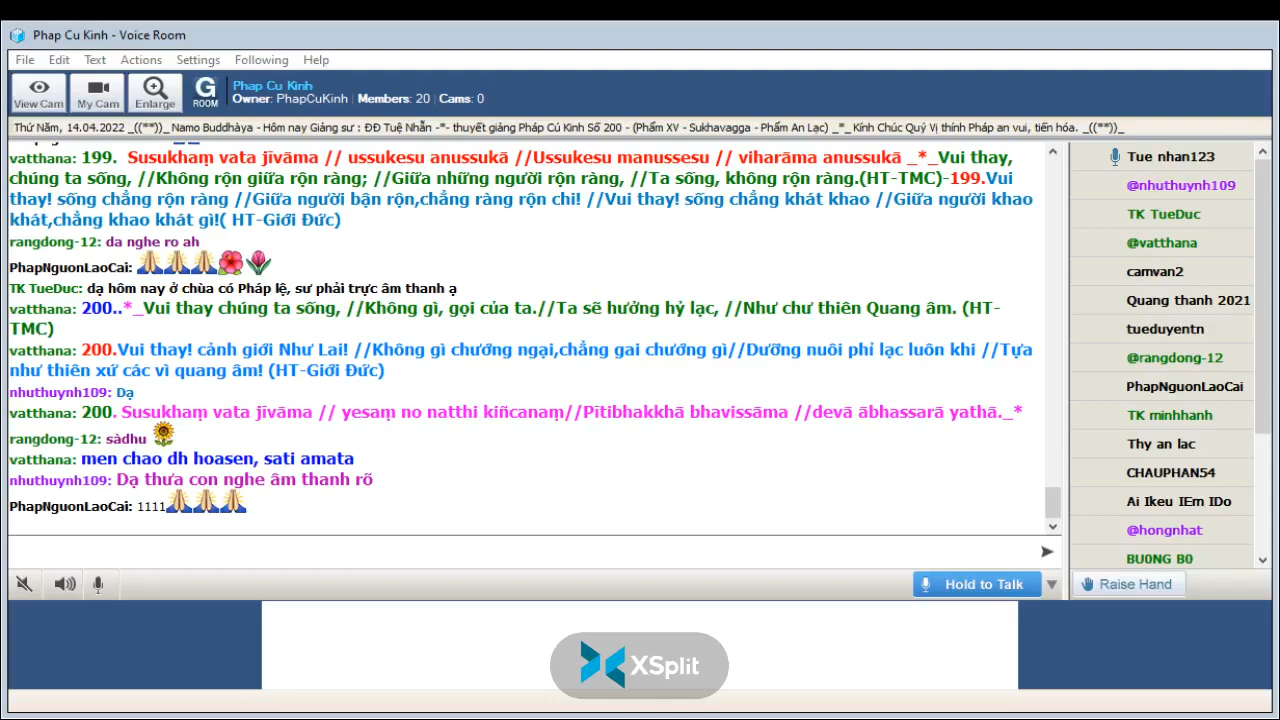 Phap Cu Kinh - Voice Room
File Edit Text Actions Settings Following Help
View Cam My Cam Enlarge G ROOM
Phap Cu Kinh
Owner: PhapCuKinh | Members: 20 | Cams: 0
Thứ Năm, 14.04.2022 _((**))_ Namo Buddhàya - Hôm nay Giảng sư : ĐĐ Tuệ Nhẫn -*- thuyết giảng Pháp Cú Kinh Số 200 - (Phẩm XV - Sukhavagga - Phẩm An Lạc) _*_ Kính Chúc Quý Vị thính Pháp an vui, tiến hóa. _((**))_
vatthana: 199. Susukhaṃ vata jīvāma // ussukesu anussukā //Ussukesu manussesu // viharāma anussukā _*_Vui thay,
chúng ta sống, //Không rộn giữa rộn ràng; //Giữa những người rộn ràng, //Ta sống, không rộn ràng.(HT-TMC)-199.Vui
thay! sống chẳng rộn ràng //Giữa người bận rộn,chẳng ràng rộn chi! //Vui thay! sống chẳng khát khao //Giữa người khao
khát,chẳng khao khát gì!( HT-Giới Đức)
rangdong-12: da nghe ro ah
PhapNguonLaoCai:
TK TueDuc: dạ hôm nay ở chùa có Pháp lệ, sư phải trực âm thanh ạ
vatthana: 200..*_Vui thay chúng ta sống, //Không gì, gọi của ta.//Ta sẽ hưởng hỷ lạc, //Như chư thiên Quang âm. (HT-
TMC)
vatthana: 200.Vui thay! cảnh giới Như Lai! //Không gì chướng ngại,chẳng gai chướng gì//Dưỡng nuôi phỉ lạc luôn khi //Tựa
như thiên xứ các vì quang âm! (HT-Giới Đức)
nhuthuynh109: Dạ
vatthana: 200. Susukhaṃ vata jīvāma // yesaṃ no natthi kiñcanaṃ//Pītibhakkhā bhavissāma //devā ābhassarā yathā._*
rangdong-12: sàdhu
vatthana: men chao dh hoasen, sati amata
nhuthuynh109: Dạ thưa con nghe âm thanh rõ
PhapNguonLaoCai: 1111
Tue nhan123
@nhuthuynh109
TK TueDuc
@vatthana
camvan2
Quang thanh 2021
tueduyentn
@rangdong-12
PhapNguonLaoCai
TK minhhanh
Thy an lac
CHAUPHAN54
Ai Ikeu IEm IDo
@hongnhat
BU0NG B0
Hold to Talk
Raise Hand
XSplit